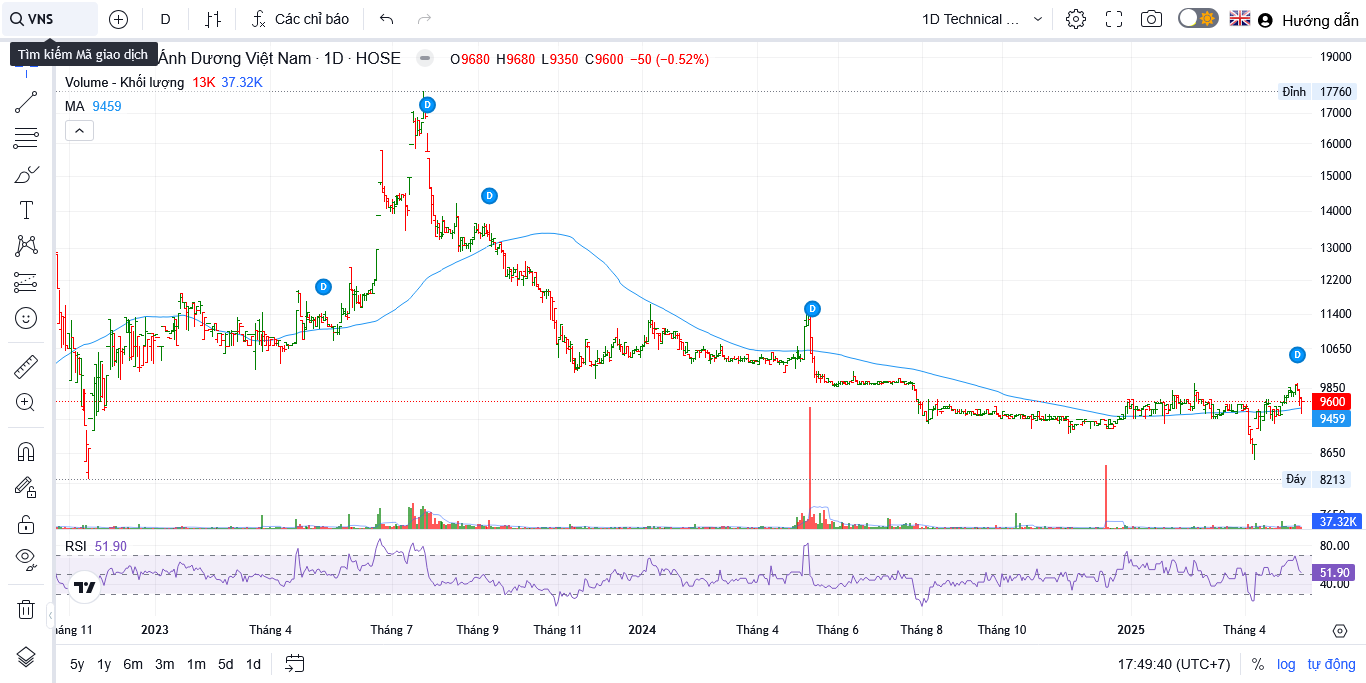 VNS
D
Các chỉ báo
1D Technical ...
Hướng dẫn
Tìm kiếm Mã giao dịch
Ánh Dương Việt Nam · 1D · HOSE
O9680 H9680 L9350 C9600 −50 (−0.52%)
Volume - Khối lượng 13K 37.32K
MA 9459
19000
Đỉnh 17760
17000
16000
15000
14000
13000
12200
11400
10650
9850
9600
9459
8650
Đáy 8213
37.32K
D
D
D
D
D
RSI 51.90
80.00
51.90
40.00
háng 11
2023
Tháng 4
Tháng 7
Tháng 9
Tháng 11
2024
Tháng 4
Tháng 6
Tháng 8
Tháng 10
2025
Tháng 4
5y 1y 6m 3m 1m 5d 1d
17:49:40 (UTC+7)
%
log
tự động